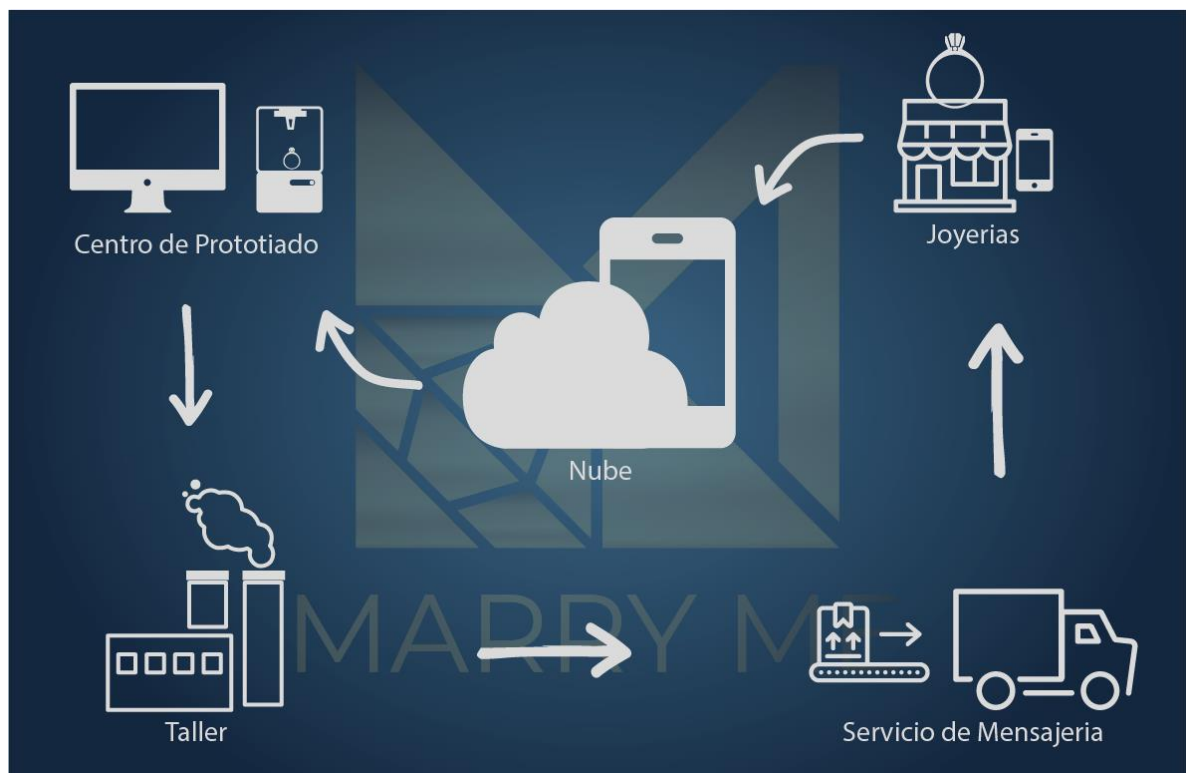 Centro de Prototiado
Joyerias
Nube
MARRY ME
Taller
Servicio de Mensajeria